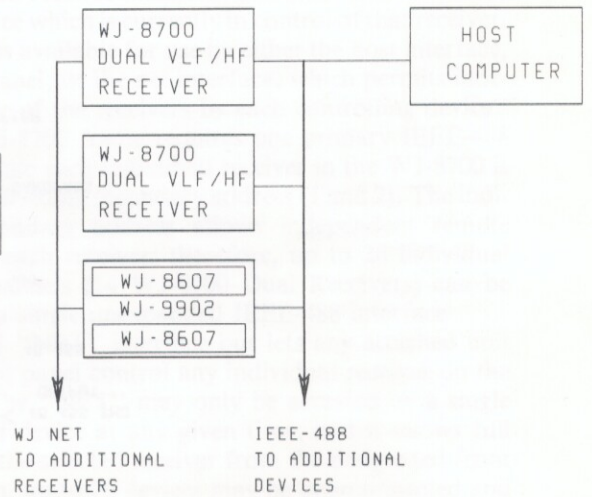 WJ-8700
DUAL VLF/HF
RECEIVER
HOST
COMPUTER
WJ-8700
DUAL VLF/HF
RECEIVER
WJ-8607
WJ-9902
WJ-8607
WJ NET
TO ADDITIONAL
RECEIVERS
IEEE-488
TO ADDITIONAL
DEVICES